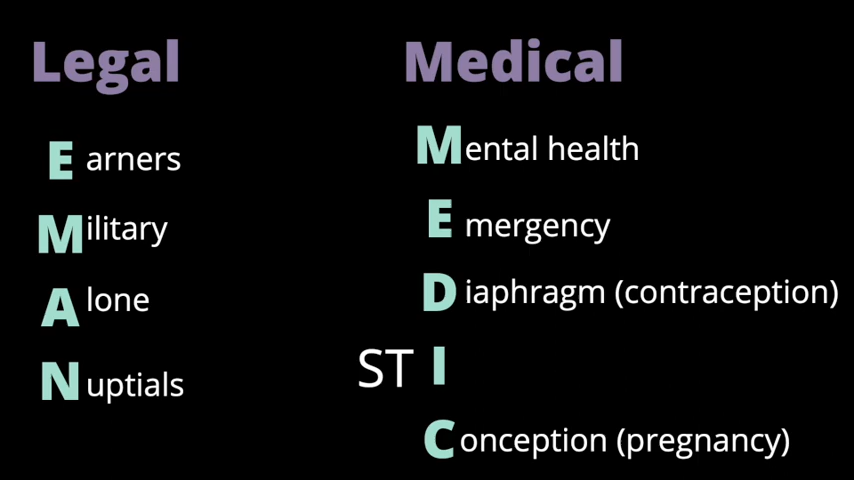 Legal
Earners
Military
Alone
Nuptials
Medical
Mental health
Emergency
Diaphragm (contraception)
STI
Conception (pregnancy)